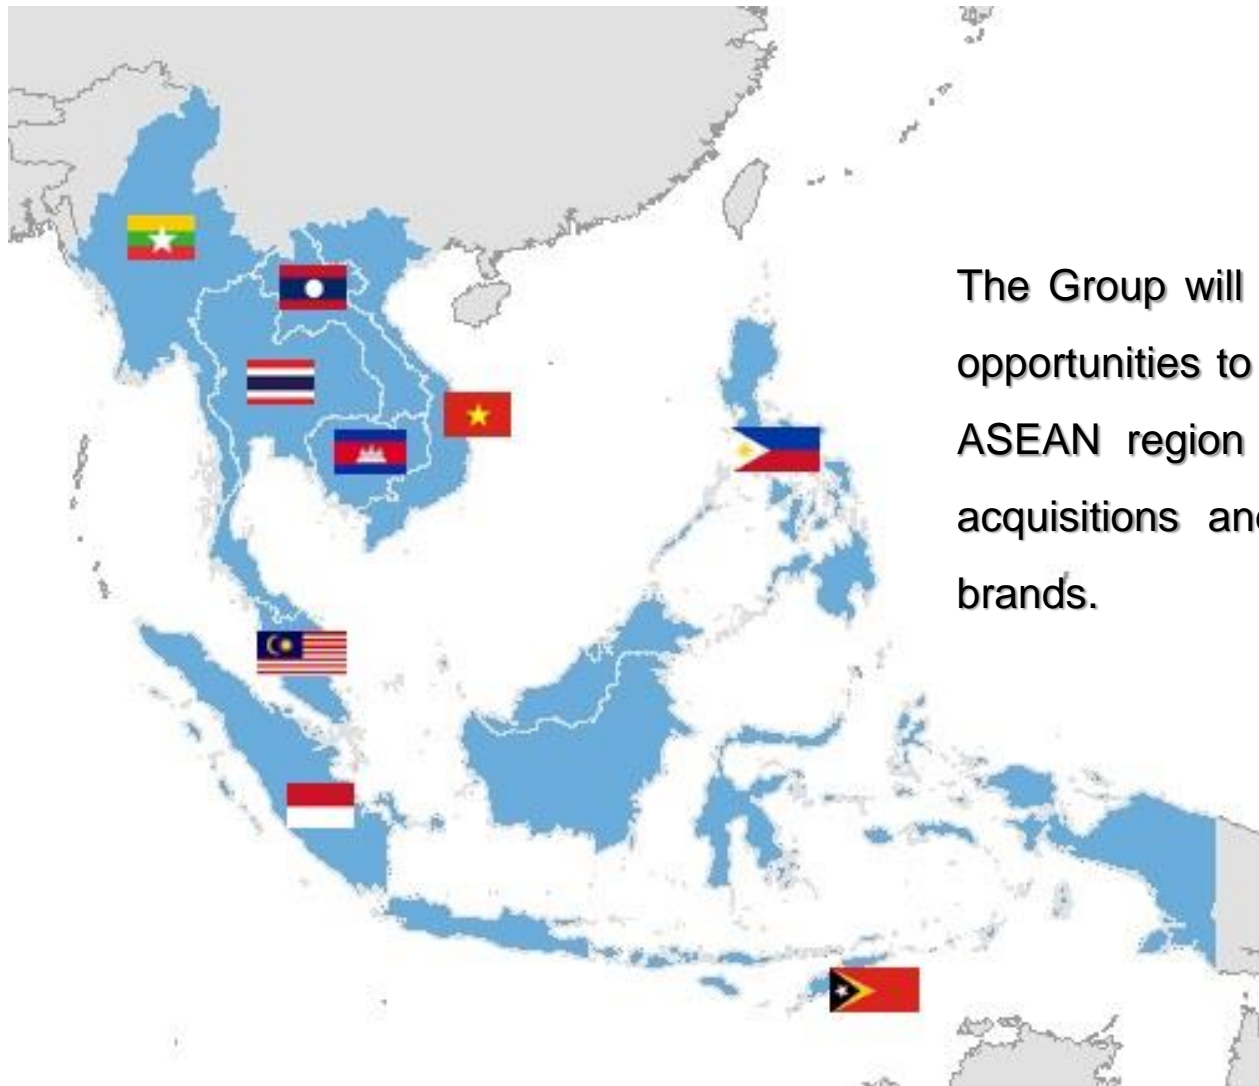 The Group will
opportunities to
ASEAN region
acquisitions and
brands.